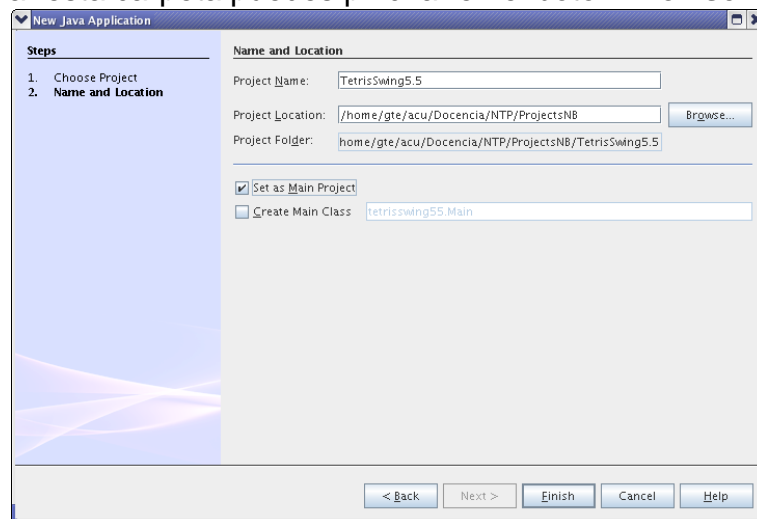 New Java Application
Steps
1. Choose Project
2. Name and Location
Name and Location
Project Name: TetrisSwing5.5
Project Location: /home/gte/acu/Docencia/NTP/ProjectsNB Browse...
Project Folder: home/gte/acu/Docencia/NTP/ProjectsNB/TetrisSwing5.5
Set as Main Project
Create Main Class tetrisswing55.Main
< Back Next > Finish Cancel Help